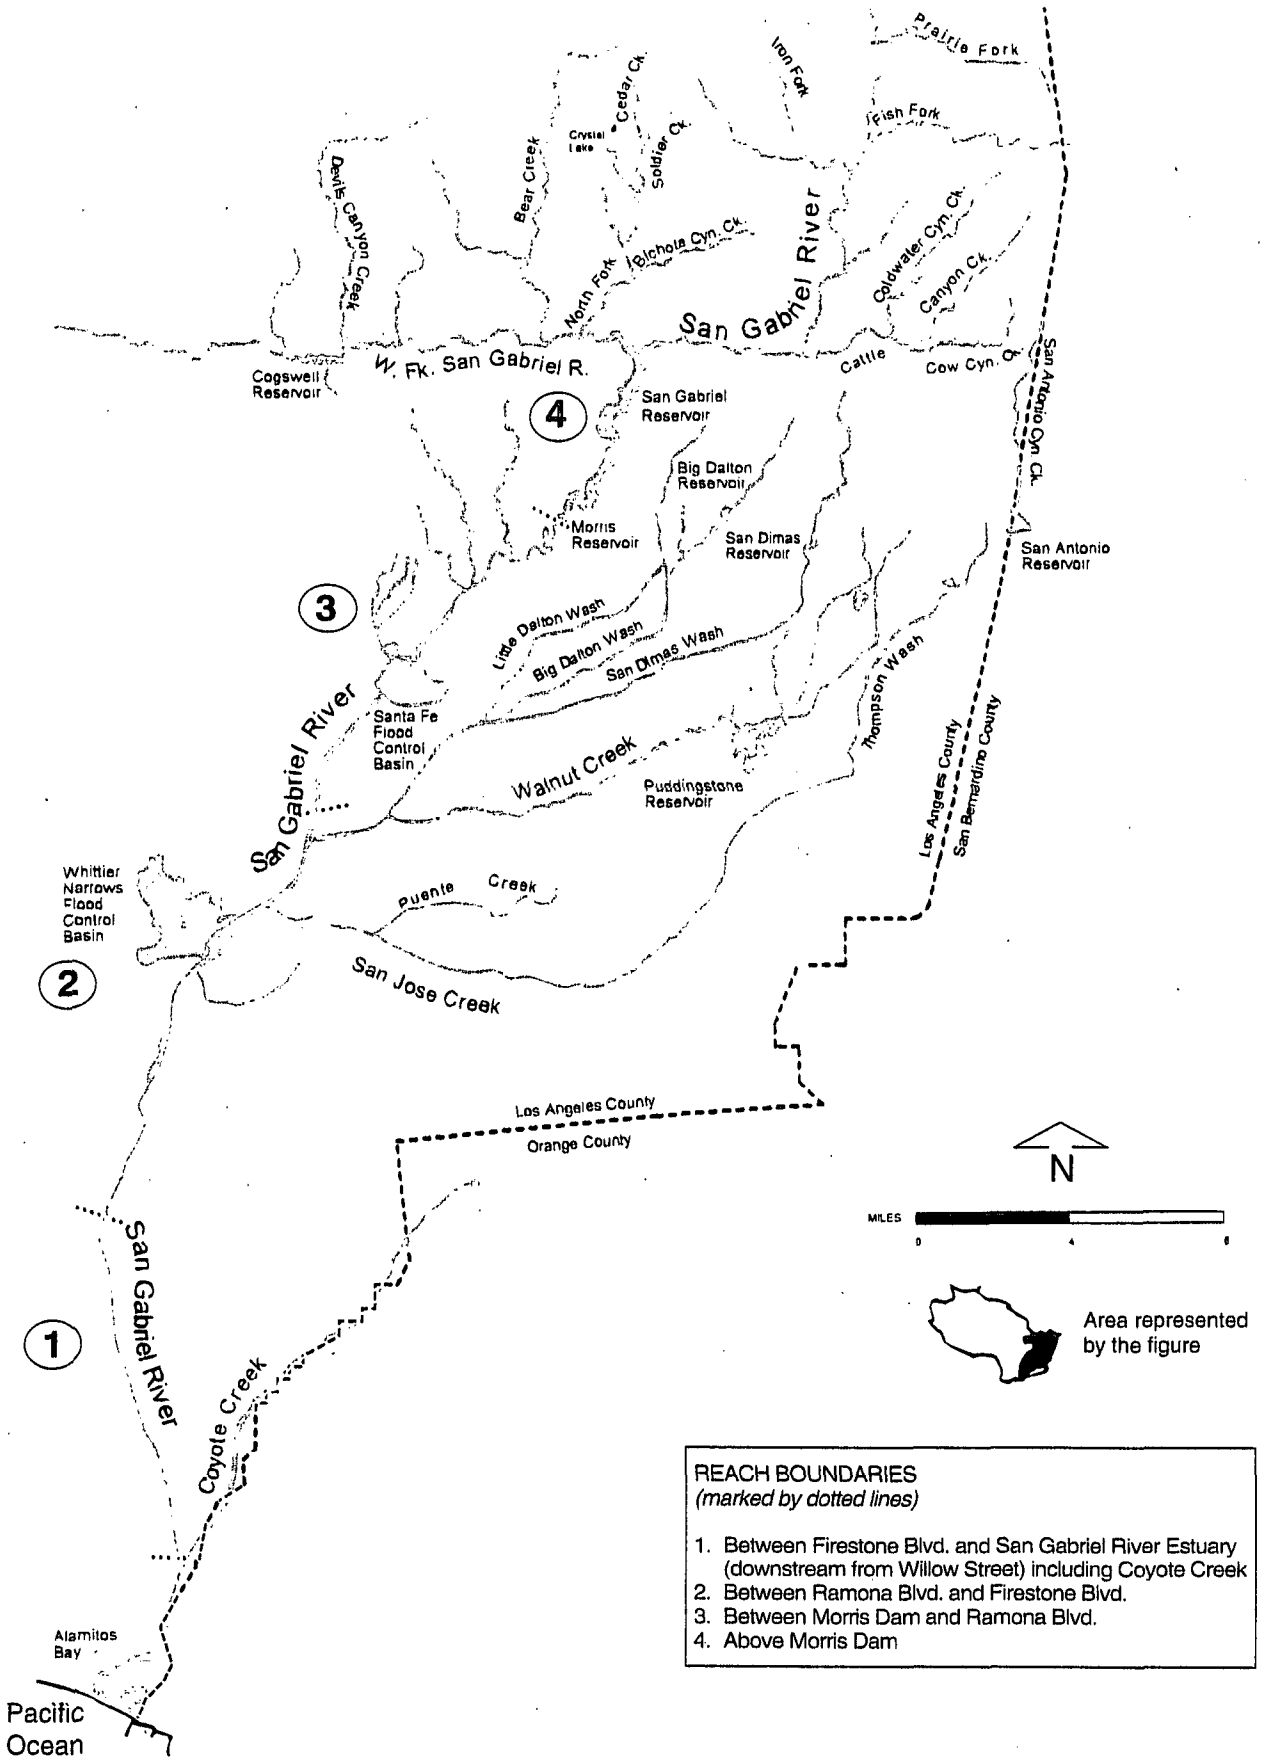 Prairie Fork
Iron Fork
Cedar Ck.
Fish Fork
Crystal
Lake
Soldier Ck.
Bear Creek
Devils Canyon Creek
Bichota Cyn. Ck.
North Fork
San Gabriel River
Coldwater Cyn. Ck.
Canyon Ck.
W. Fk. San Gabriel R.
Cattle
Cow Cyn.
San Antonio Cyn. Ck.
Cogswell
Reservoir
4
San Gabriel
Reservoir
Big Dalton
Reservoir
Morris
Reservoir
San Dimas
Reservoir
San Antonio
Reservoir
3
Little Dalton Wash
Big Dalton Wash
San Dimas Wash
Thompson Wash
San Gabriel River
Santa Fe
Flood
Control
Basin
Walnut Creek
Puddingstone
Reservoir
Los Angeles County
San Bernardino County
Whittier
Narrows
Flood
Control
Basin
Puente Creek
2
San Jose Creek
Los Angeles County
Orange County
N
MILES
0 4
San Gabriel River
1
Coyote Creek
Area represented
by the figure
REACH BOUNDARIES
(marked by dotted lines)
1. Between Firestone Blvd. and San Gabriel River Estuary
(downstream from Willow Street) including Coyote Creek
2. Between Ramona Blvd. and Firestone Blvd.
3. Between Morris Dam and Ramona Blvd.
4. Above Morris Dam
Alamitos
Bay
Pacific
Ocean